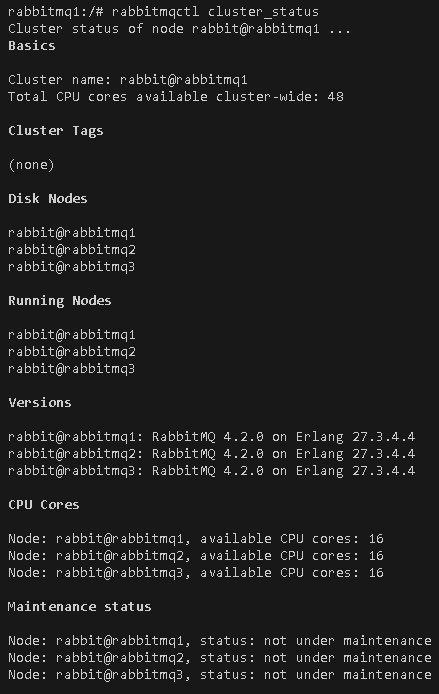 rabbitmq1:/# rabbitmqctl cluster_status
Cluster status of node rabbit@rabbitmq1 ...
Basics
Cluster name: rabbit@rabbitmq1
Total CPU cores available cluster-wide: 48
Cluster Tags
(none)
Disk Nodes
rabbit@rabbitmq1
rabbit@rabbitmq2
rabbit@rabbitmq3
Running Nodes
rabbit@rabbitmq1
rabbit@rabbitmq2
rabbit@rabbitmq3
Versions
rabbit@rabbitmq1: RabbitMQ 4.2.0 on Erlang 27.3.4.4
rabbit@rabbitmq2: RabbitMQ 4.2.0 on Erlang 27.3.4.4
rabbit@rabbitmq3: RabbitMQ 4.2.0 on Erlang 27.3.4.4
CPU Cores
Node: rabbit@rabbitmq1, available CPU cores: 16
Node: rabbit@rabbitmq2, available CPU cores: 16
Node: rabbit@rabbitmq3, available CPU cores: 16
Maintenance status
Node: rabbit@rabbitmq1, status: not under maintenance
Node: rabbit@rabbitmq2, status: not under maintenance
Node: rabbit@rabbitmq3, status: not under maintenance